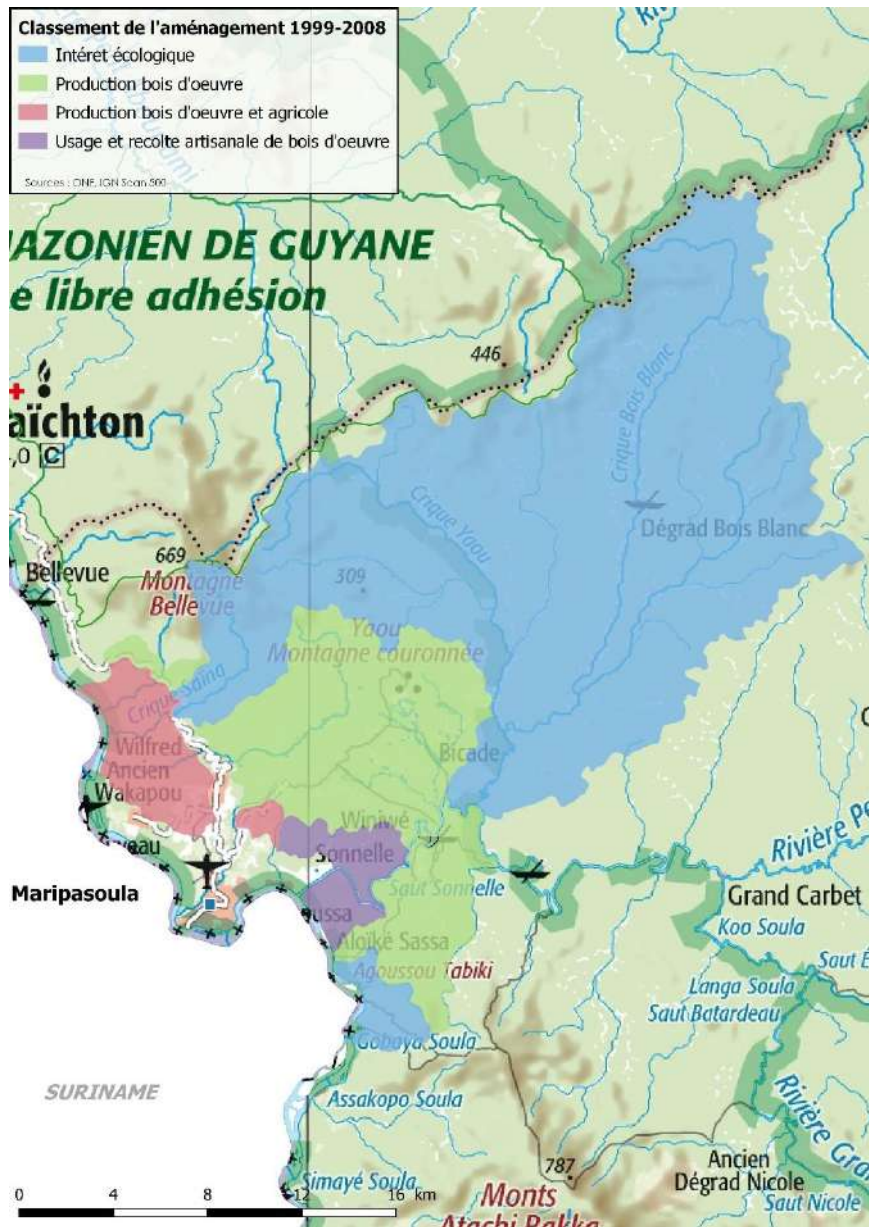 Classement de l'aménagement 1999-2008
Intéret écologique
Production bois d'oeuvre
Production bois d'oeuvre et agricole
Usage et recolte artisanale de bois d'oeuvre
Sources : ONF, IGN Scan 500
AZONIEN DE GUYANE
e libre adhésion
446
aïchton
,0 C
Crique Bois Blanc
Crique Yaou
Dégrad Bois Blanc
669
Bellevue
Montagne
Bellevue
309
Yaou
Montagne couronnée
Crique Saïna
Wilfred
Ancien
Wakapou
Bicade
Winiwé
Sonnelle
Saut Sonnelle
Rivière Pe
Maripasoula
Grand Carbet
Koo Soula
Aloïké Sassa
Agoussou Tabiki
Saut É
Langa Soula
Saut Batardeau
Gobaya Soula
SURINAME
Assakopo Soula
Rivière Gra
787
Ancien
Dégrad Nicole
Simayé Soula
Saut Nicole
Monts
Atachi Bakka
0 4 8 12 16 km